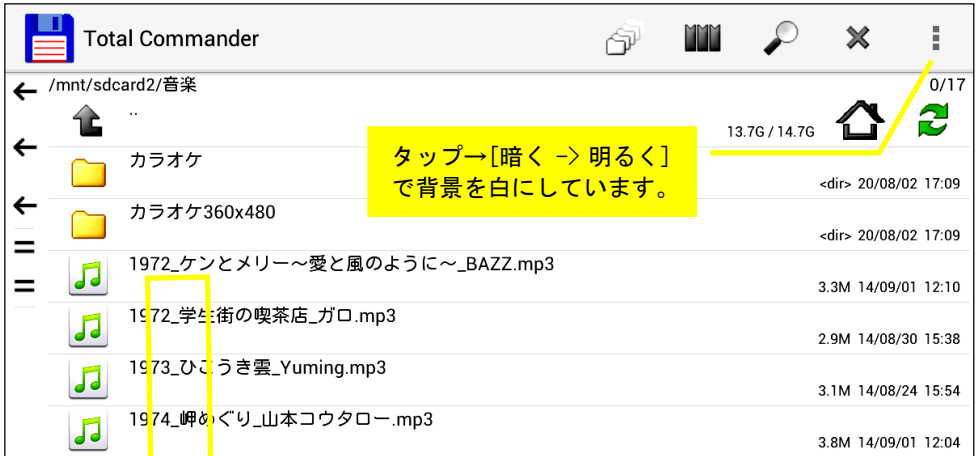 Total Commander
/mnt/sdcard2/音楽
0/17
..
13.7G / 14.7G
タップ→[暗く -> 明るく]
で背景を白にしています。
カラオケ
<dir> 20/08/02 17:09
カラオケ360x480
<dir> 20/08/02 17:09
1972_ケンとメリー～愛と風のように～_BAZZ.mp3
3.3M 14/09/01 12:10
1972_学生街の喫茶店_ガロ.mp3
2.9M 14/08/30 15:38
1973_ひこうき雲_Yuming.mp3
3.1M 14/08/24 15:54
1974_岬めぐり_山本コウタロー.mp3
3.8M 14/09/01 12:04